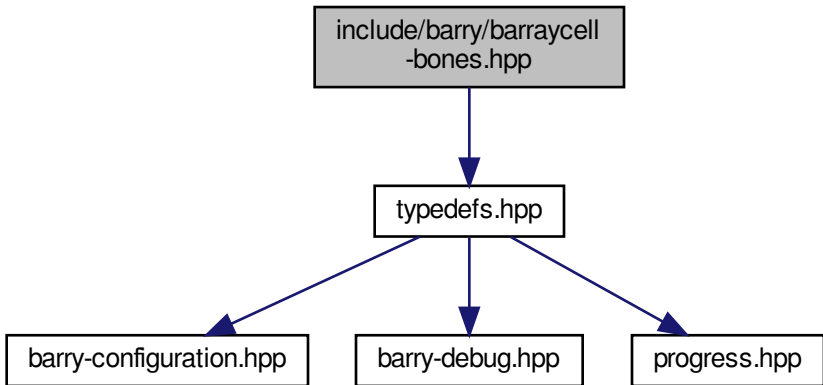 include/barry/barraycell
-bones.hpp
typedefs.hpp
barry-configuration.hpp
barry-debug.hpp
progress.hpp